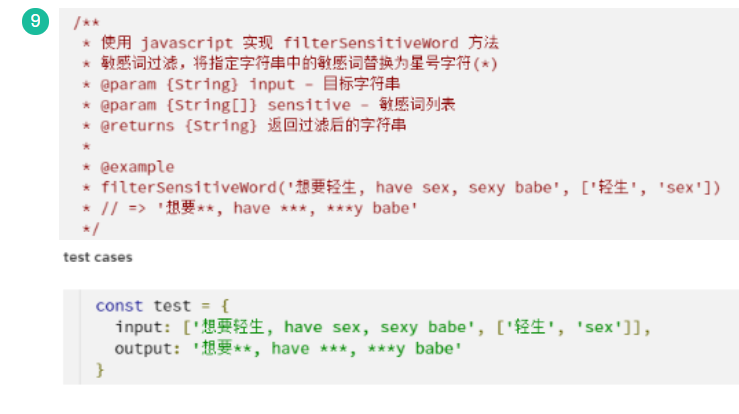 9
/**
 * 使用 javascript 实现 filterSensitiveWord 方法
 * 敏感词过滤，将指定字符串中的敏感词替换为星号字符(*)
 * @param {String} input – 目标字符串
 * @param {String[]} sensitive – 敏感词列表
 * @returns {String} 返回过滤后的字符串
 *
 * @example
 * filterSensitiveWord('想要轻生, have sex, sexy babe', ['轻生', 'sex'])
 * // => '想要**, have ***, ***y babe'
 */
test cases
const test = {
  input: ['想要轻生, have sex, sexy babe', ['轻生', 'sex']],
  output: '想要**, have ***, ***y babe'
}